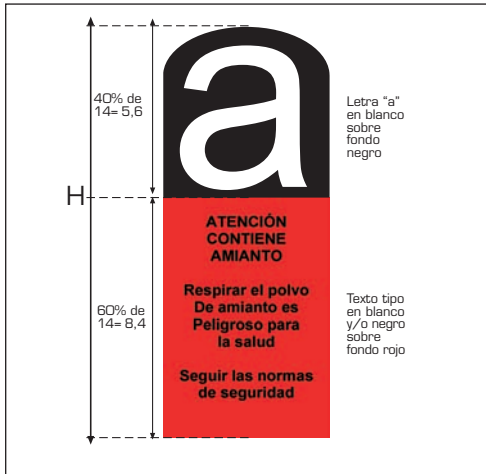 40% de
14= 5,6
H
60% de
14= 8,4
a
ATENCIÓN
CONTIENE
AMIANTO
Respirar el polvo
De amianto es
Peligroso para
la salud
Seguir las normas
de seguridad
Letra "a"
en blanco
sobre
fondo
negro
Texto tipo
en blanco
y/o negro
sobre
fondo rojo